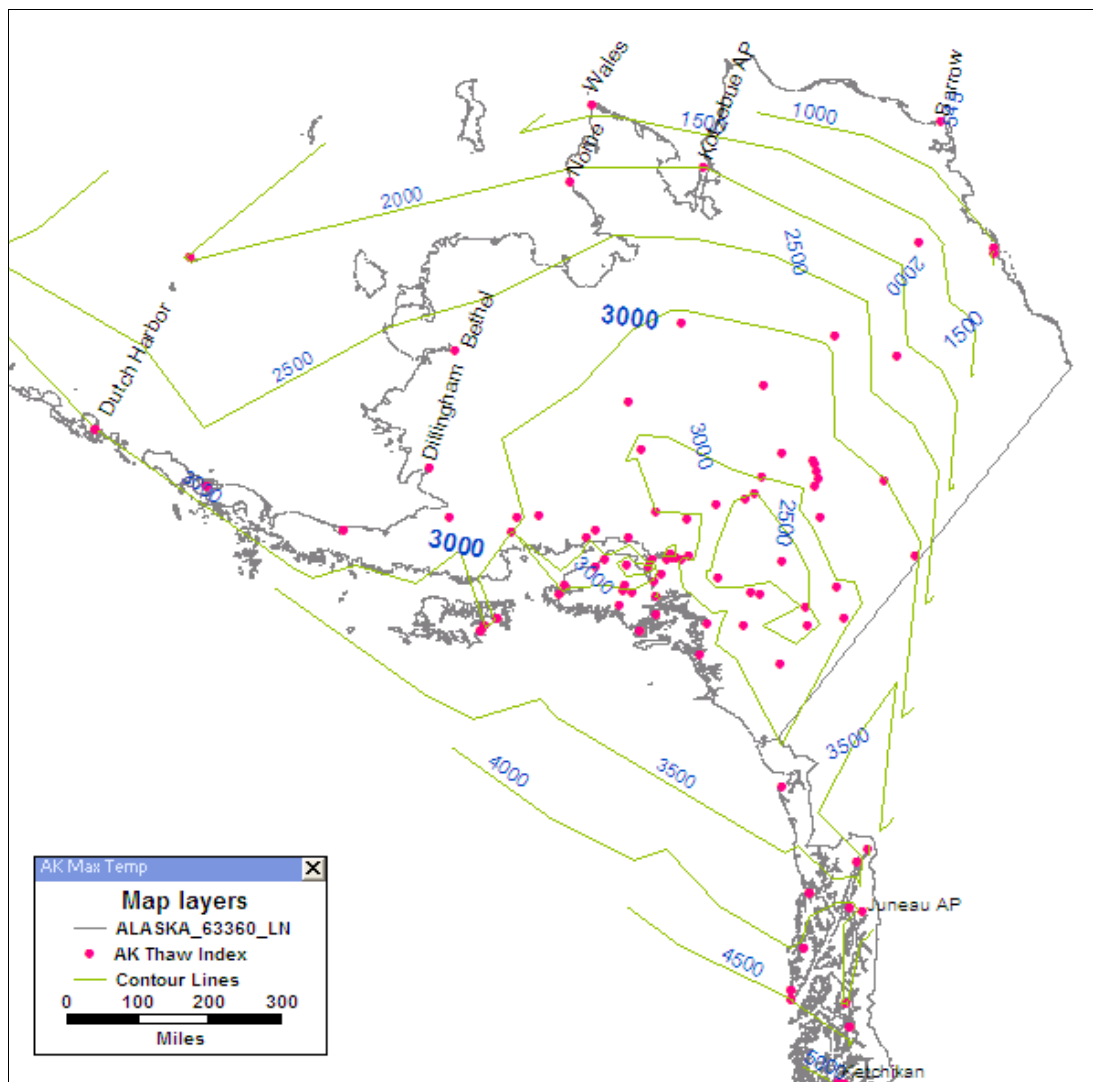 Wales
Kotzebue AP
Barrow
1000
1500
Nome
2000
2500
2000
Bethel
3000
1500
Dutch Harbor
2500
Dillingham
3000
3000
2500
3000
3000
3500
3500
4000
AK Max Temp
Map layers
ALASKA_63360_LN
AK Thaw Index
Contour Lines
0 100 200 300
Miles
Juneau AP
4500
5000
Ketchikan